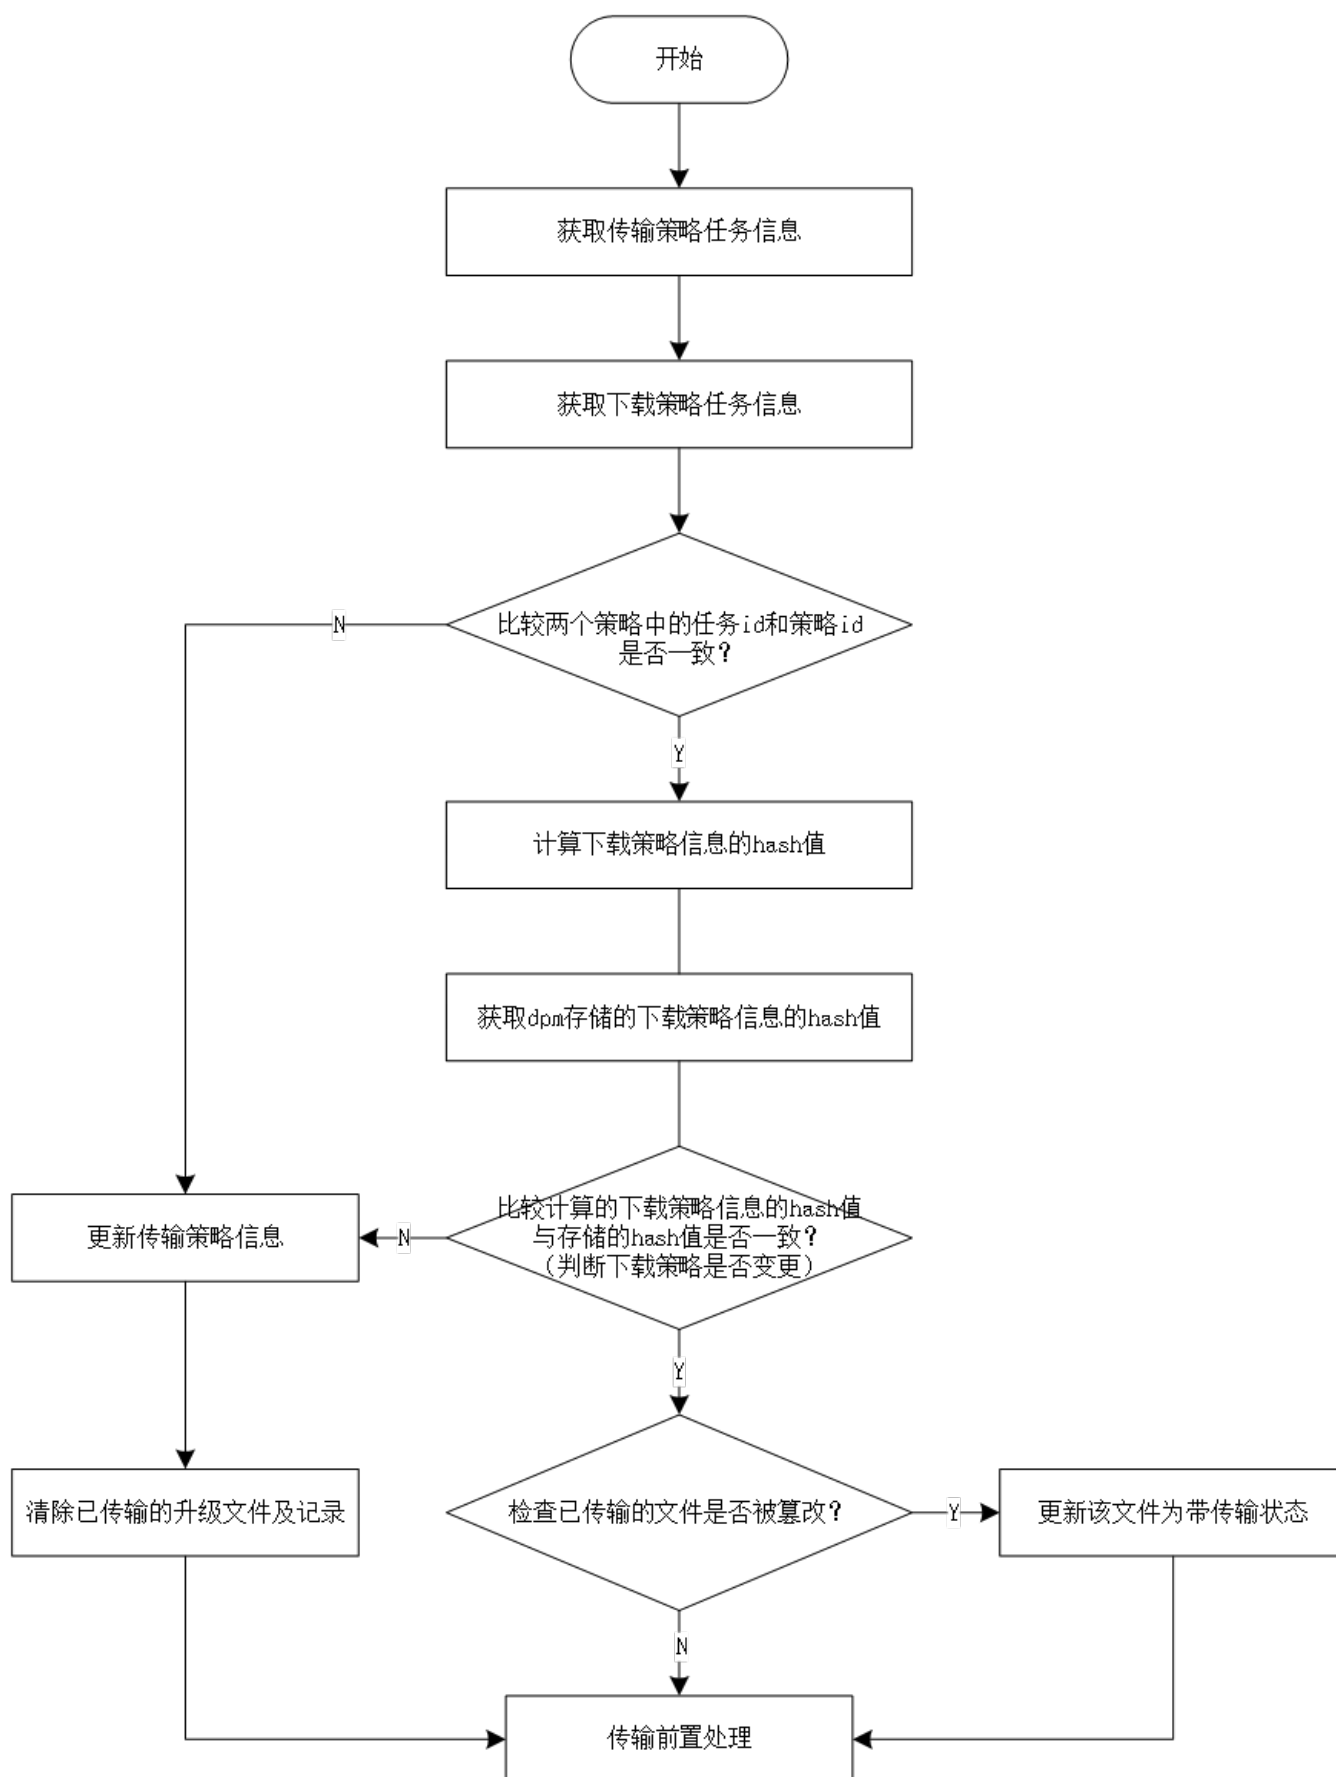 开始
获取传输策略任务信息
获取下载策略任务信息
比较两个策略中的任务id和策略id
是否一致？
N
Y
计算下载策略信息的hash值
获取dpm存储的下载策略信息的hash值
比较计算的下载策略信息的hash值
与存储的hash值是否一致？
（判断下载策略是否变更）
N
更新传输策略信息
Y
清除已传输的升级文件及记录
检查已传输的文件是否被篡改？
Y
更新该文件为带传输状态
N
传输前置处理